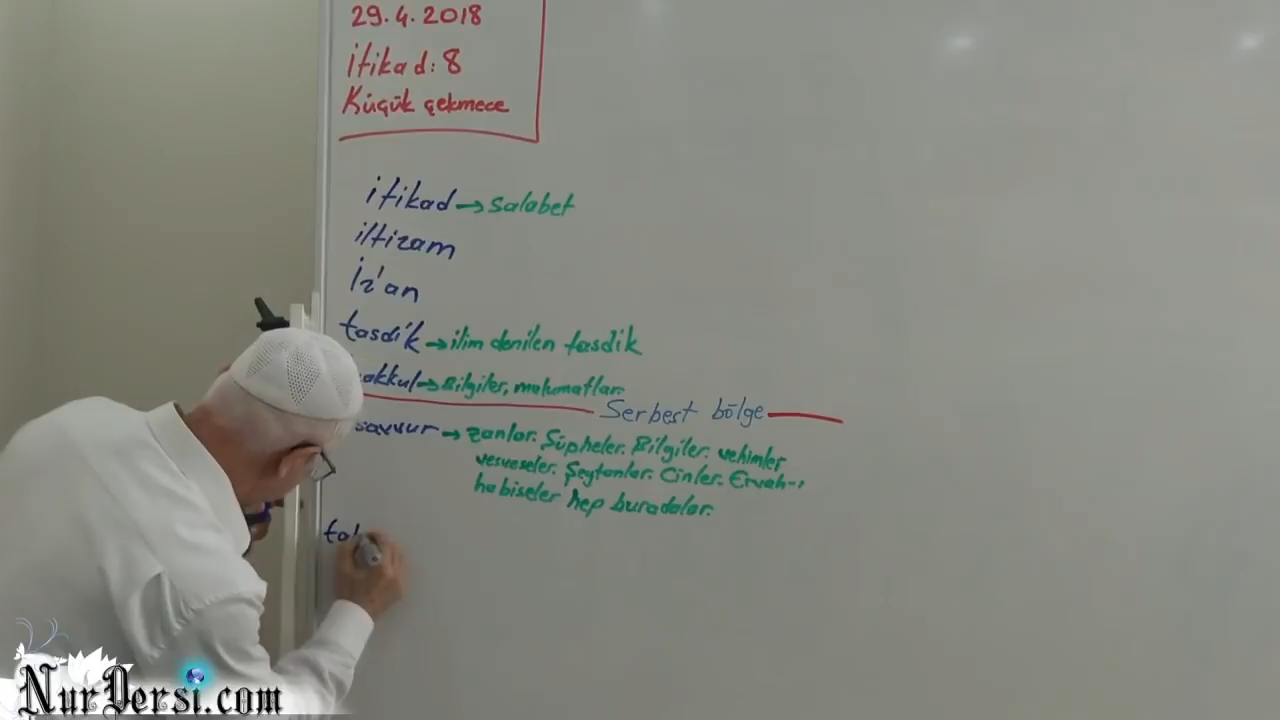 29.4.2018
İtikad: 8
Küçük çekmece
itikad → salabet
iltizam
İz'an
tasdik → ilim denilen tasdik
akkul → Bilgiler, malumatlar.
Serbest bölge
savvur → zanlar. Şüpheler. Bilgiler. vehimler
vesveseler. Şeytanlar. Cinler. Ervah-ı
habiseler hep buradalar.
NurDersi.com